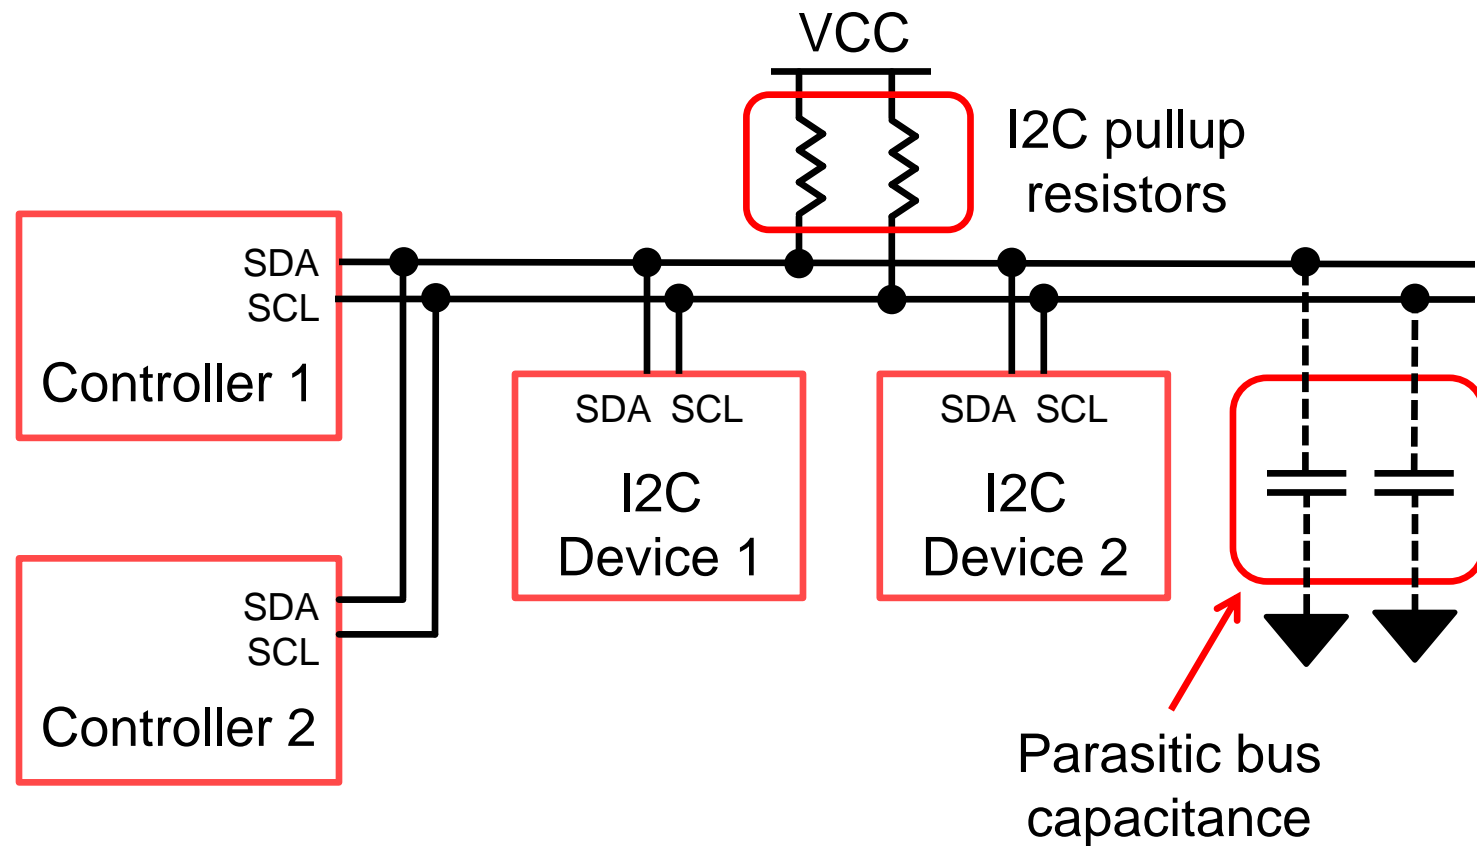 VCC
I2C pullup
resistors
SDA
SCL
Controller 1
SDA SCL
I2C
Device 1
SDA SCL
I2C
Device 2
SDA
SCL
Controller 2
Parasitic bus
capacitance